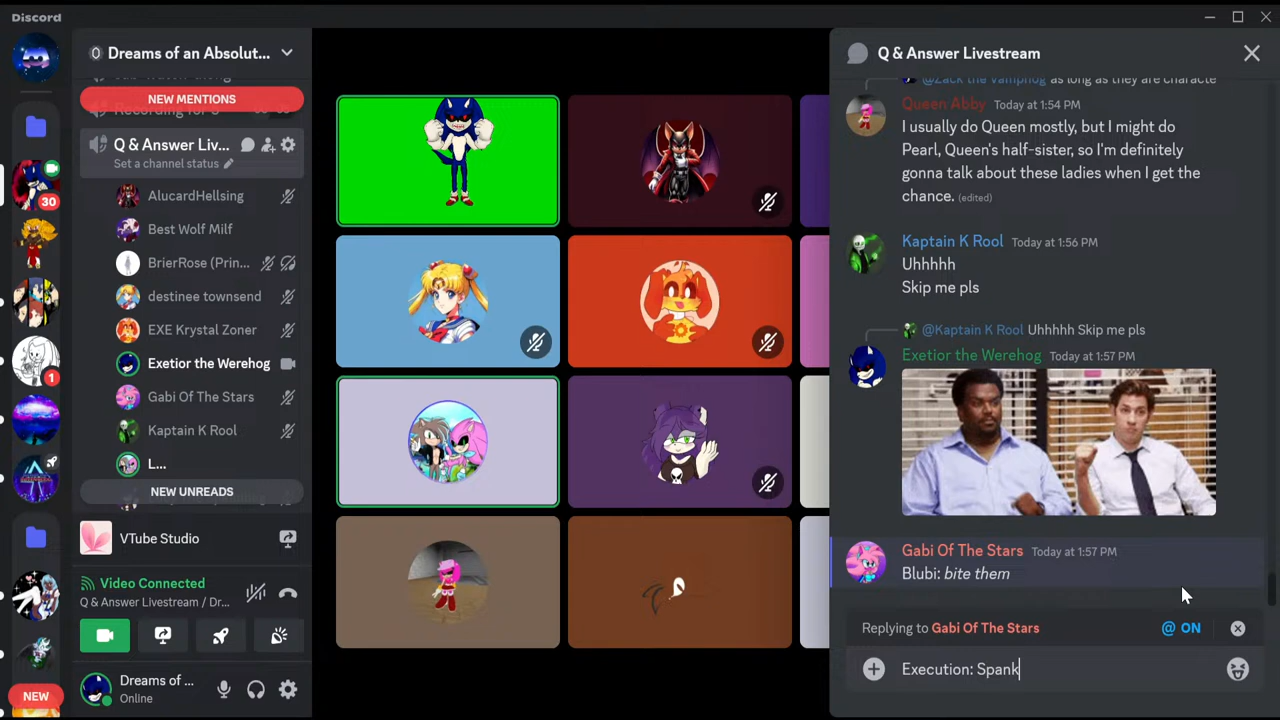 Discord
Dreams of an Absolut...
NEW MENTIONS
Q & Answer Liv...
Set a channel status
30
AlucardHellsing
Best Wolf Milf
BrierRose (Prin...
destinee townsend
EXE Krystal Zoner
Exetior the Werehog
1
Gabi Of The Stars
Kaptain K Rool
L...
NEW UNREADS
VTube Studio
Video Connected
Q & Answer Livestream / Dr...
Dreams of ...
Online
NEW
Q & Answer Livestream
@Zack the Vamphog as long as they are characte
Queen Abby Today at 1:54 PM
I usually do Queen mostly, but I might do
Pearl, Queen's half-sister, so I'm definitely
gonna talk about these ladies when I get the
chance. (edited)
Kaptain K Rool Today at 1:56 PM
Uhhhhh
Skip me pls
@Kaptain K Rool Uhhhhh Skip me pls
Exetior the Werehog Today at 1:57 PM
Gabi Of The Stars Today at 1:57 PM
Blubi: bite them
Replying to Gabi Of The Stars @ ON
Execution: Spank